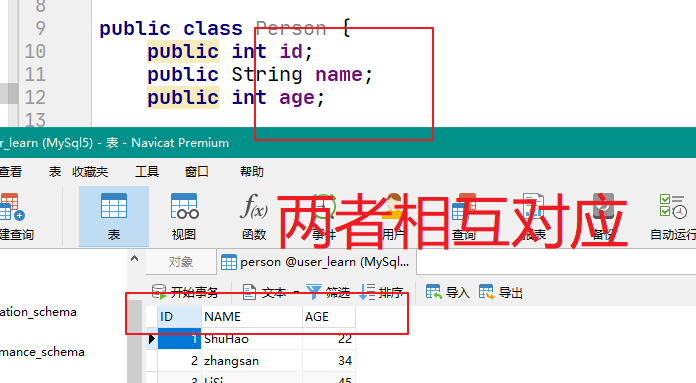 8
9 public class Person {
10 public int id;
11 public String name;
12 public int age;
13
r_learn (MySql5) - 表 - Navicat Premium
查看 表 收藏夹 工具 窗口 帮助
两者相互对应
建查询 表 视图 函数 事件 用户 查询 报表 备份 自动运行
f(x)
对象 person @user_learn (MySql...
开始事务 文本 筛选 排序 导入 导出
ation_schema
mance_schema
ID NAME AGE
1 ShuHao 22
2 zhangsan 34
3 LiSi 45